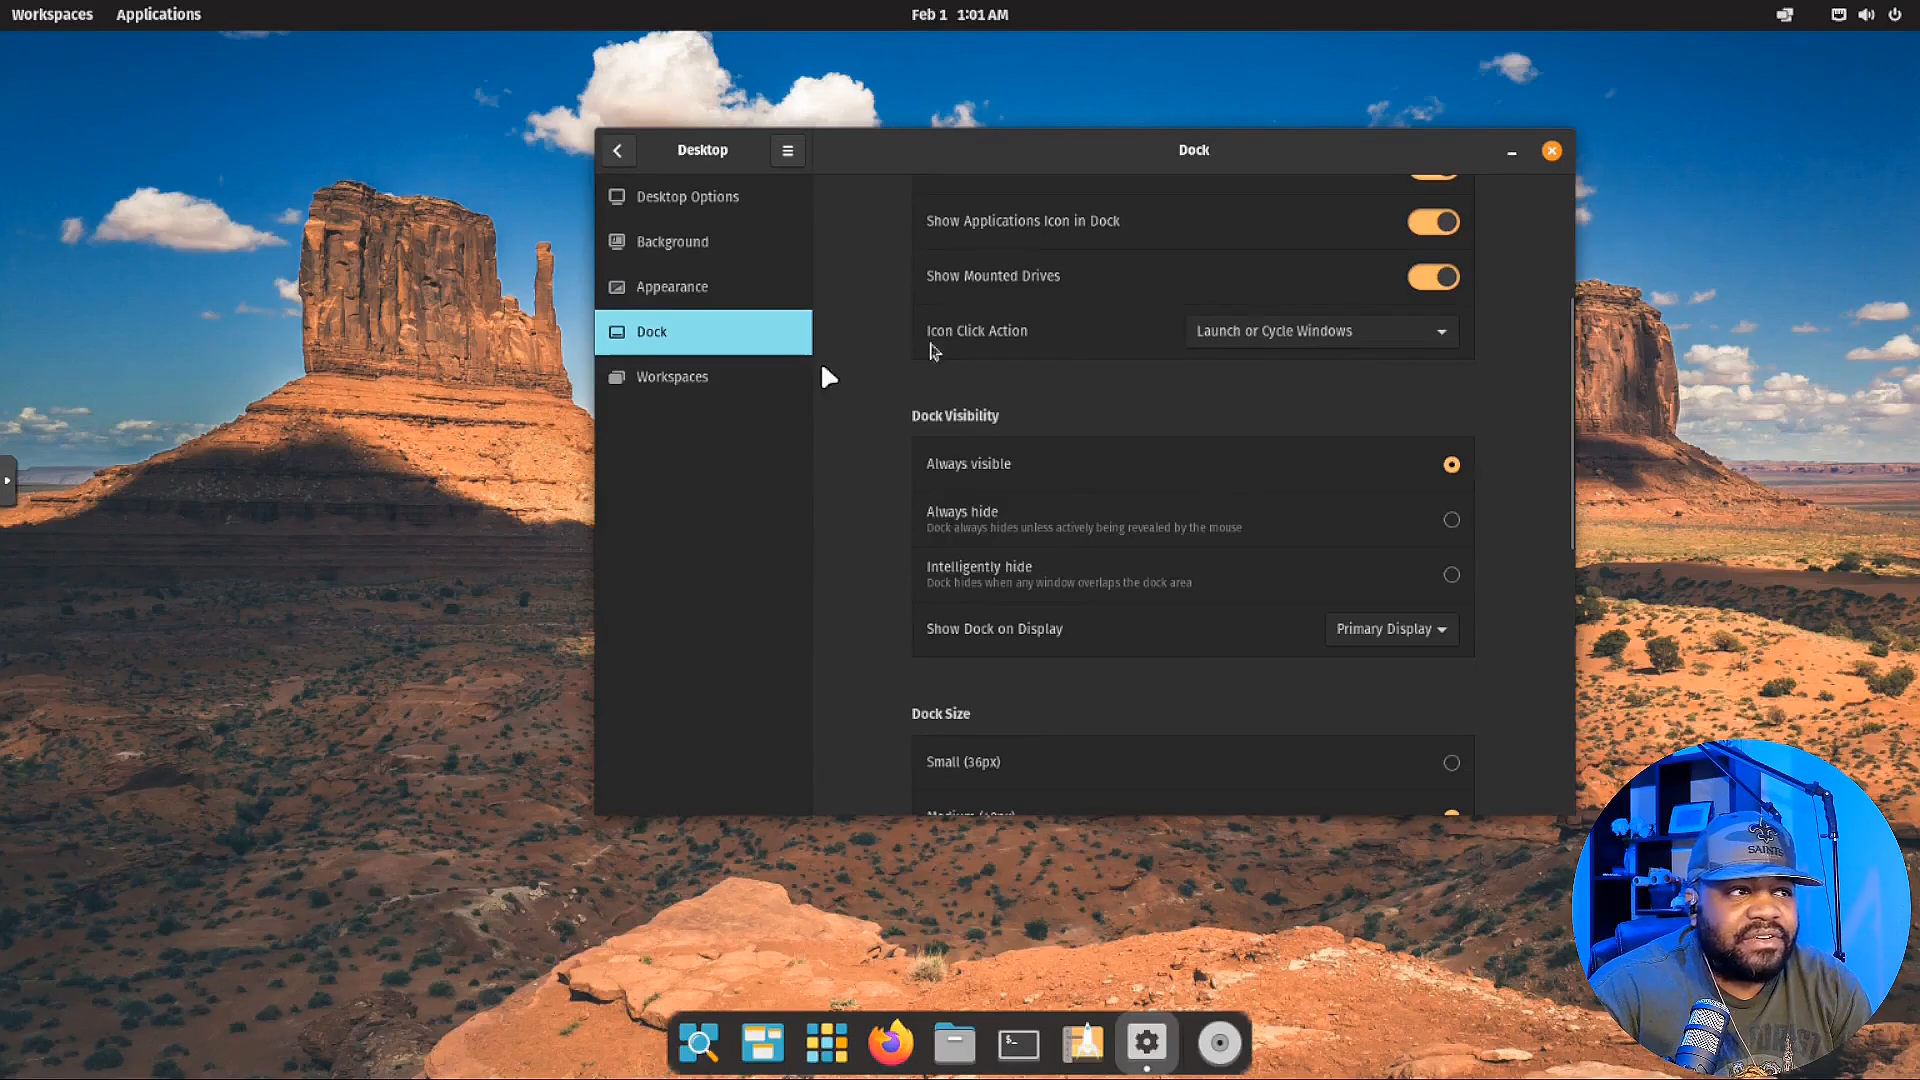 Workspaces Applications Feb 1 1:01 AM
Desktop Dock
Desktop Options
Background
Appearance
Dock
Workspaces
Show Applications Icon in Dock
Show Mounted Drives
Icon Click Action Launch or Cycle Windows
Dock Visibility
Always visible
Always hide
Dock always hides unless actively being revealed by the mouse
Intelligently hide
Dock hides when any window overlaps the dock area
Show Dock on Display Primary Display
Dock Size
Small (36px)
SAINTS